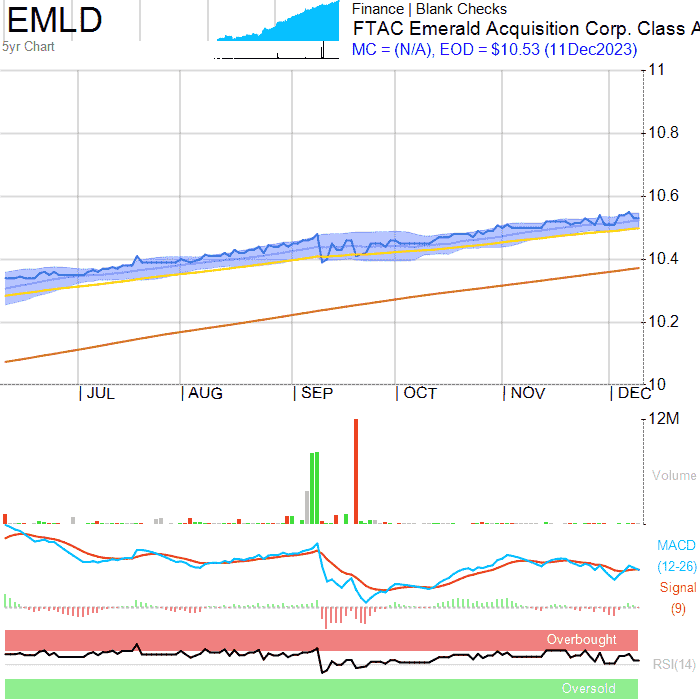 EMLD
5yr Chart
Finance | Blank Checks
FTAC Emerald Acquisition Corp. Class A
MC = (N/A), EOD = $10.53 (11Dec2023)
11
10.8
10.6
10.4
10.2
10
JUL
AUG
SEP
OCT
NOV
DEC
12M
Volume
MACD
(12-26)
Signal
(9)
Overbought
RSI(14)
Oversold